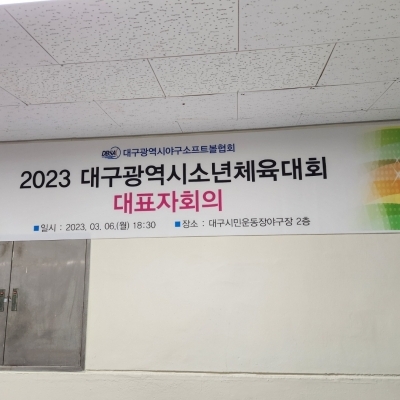 DBSA 대구광역시야구소프트볼협회
2023 대구광역시소년체육대회
대표자회의
■일시 : 2023. 03. 06.(월) 18:30 ■장소 : 대구시민운동장야구장 2층